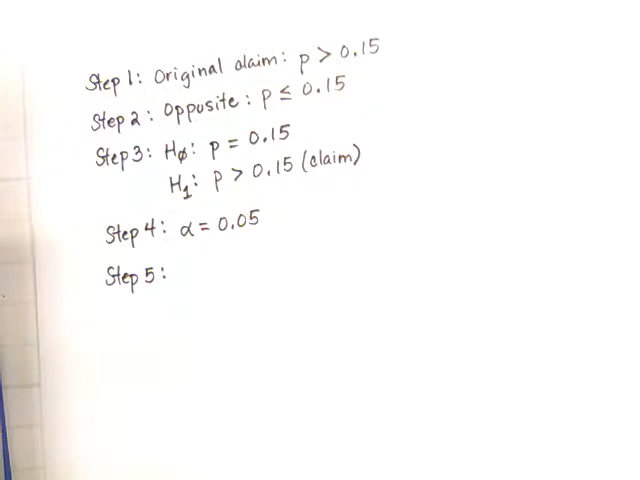 Step 1: Original claim: p > 0.15
Step 2: Opposite: p ≤ 0.15
Step 3: Hø: p = 0.15
H1: p > 0.15 (claim)
Step 4: α = 0.05
Step 5: